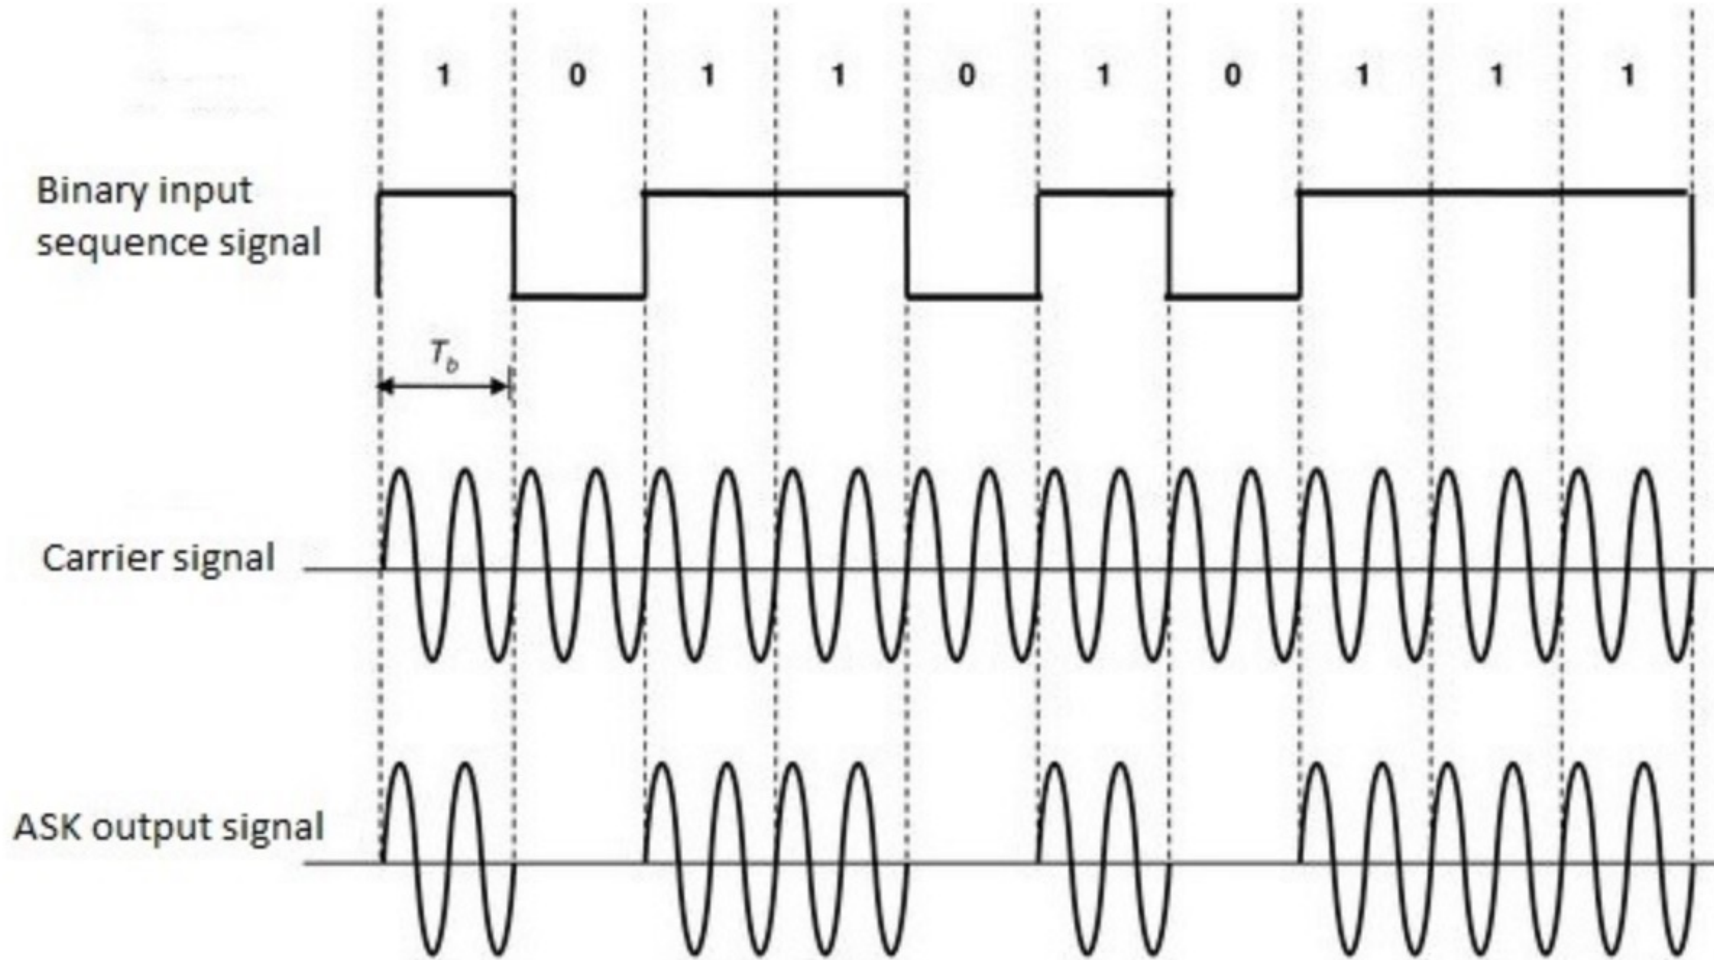 1 0 1 1 0 1 0 1 1 1
Binary input
sequence signal
T_b
Carrier signal
ASK output signal